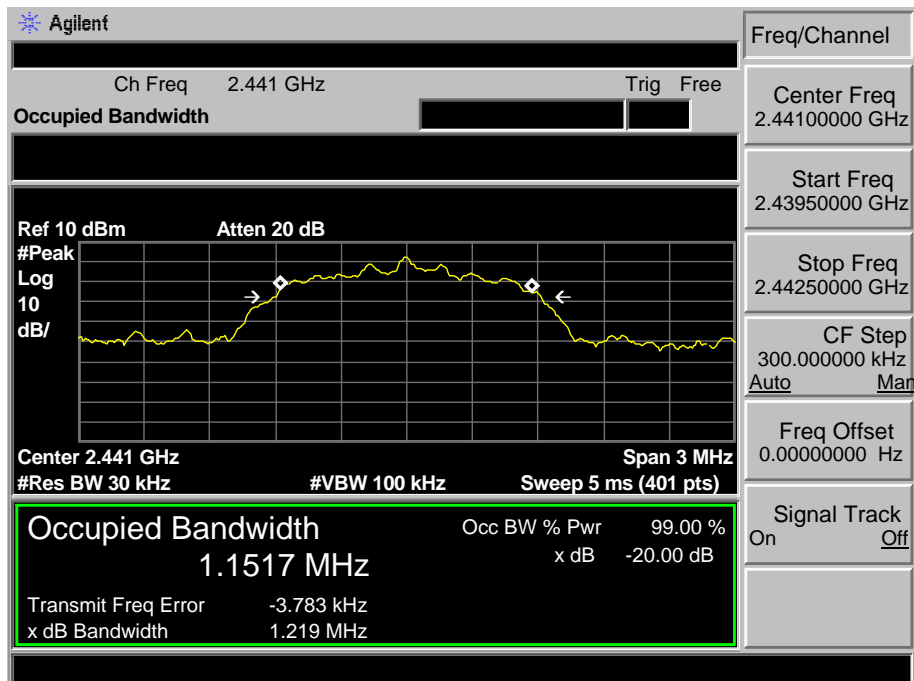 Agilent
Freq/Channel
Ch Freq 2.441 GHz Trig Free
Occupied Bandwidth
Center Freq
2.44100000 GHz
Start Freq
2.43950000 GHz
Stop Freq
2.44250000 GHz
CF Step
300.000000 kHz
Auto Man
Freq Offset
0.00000000 Hz
Signal Track
On Off
Ref 10 dBm Atten 20 dB
#Peak
Log
10
dB/
Center 2.441 GHz Span 3 MHz
#Res BW 30 kHz #VBW 100 kHz Sweep 5 ms (401 pts)
Occupied Bandwidth Occ BW % Pwr 99.00 %
1.1517 MHz x dB -20.00 dB
Transmit Freq Error -3.783 kHz
x dB Bandwidth 1.219 MHz